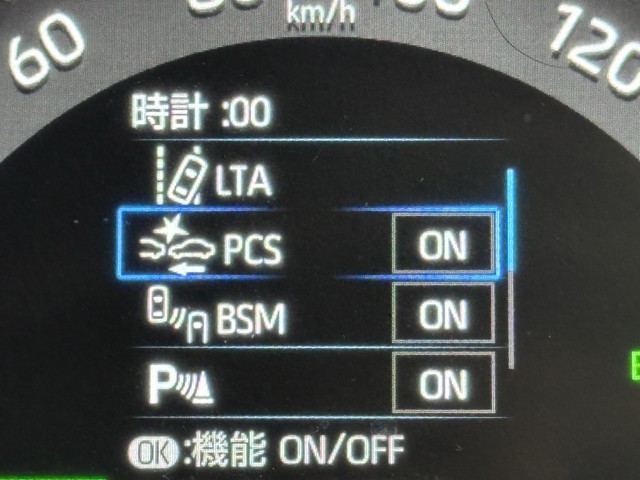 60
km/h
120
時計 :00
LTA
PCS ON
BSM ON
P ON
OK :機能 ON/OFF